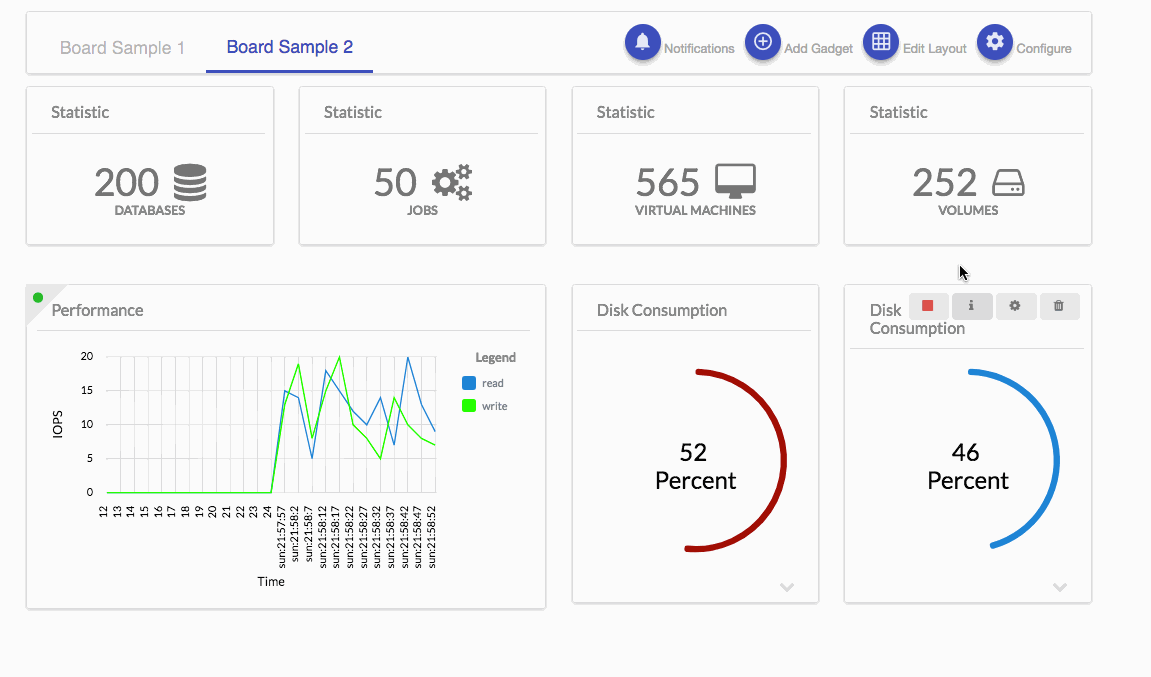 Board Sample 1
Board Sample 2
Notifications
Add Gadget
Edit Layout
Configure
Statistic
200
DATABASES
Statistic
50
JOBS
Statistic
565
VIRTUAL MACHINES
Statistic
252
VOLUMES
Performance
20
15
10
5
0
IOPS
12
13
14
15
16
17
18
19
20
21
22
23
24
sun:21:57:57
sun:21:58:2
sun:21:58:7
sun:21:58:12
sun:21:58:17
sun:21:58:22
sun:21:58:27
sun:21:58:32
sun:21:58:37
sun:21:58:42
sun:21:58:47
sun:21:58:52
Time
Legend
read
write
Disk Consumption
52
Percent
Disk
Consumption
46
Percent